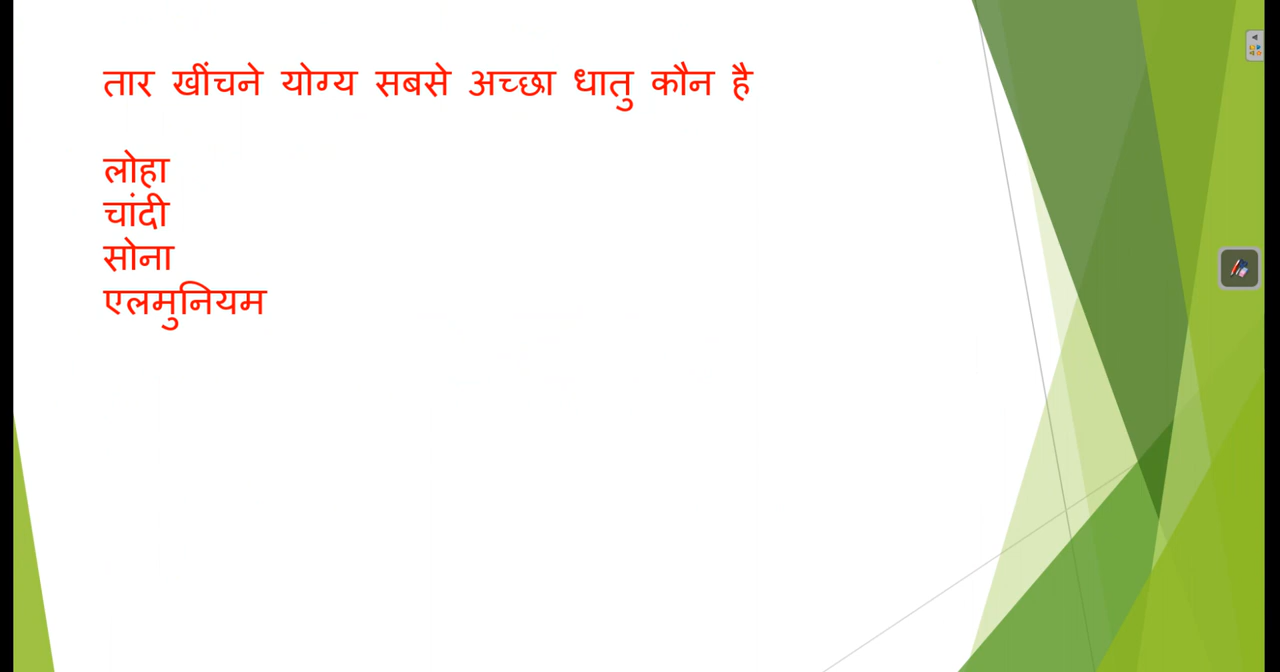 तार खींचने योग्य सबसे अच्छा धातु कौन है
लोहा
चांदी
सोना
एलमुनियम